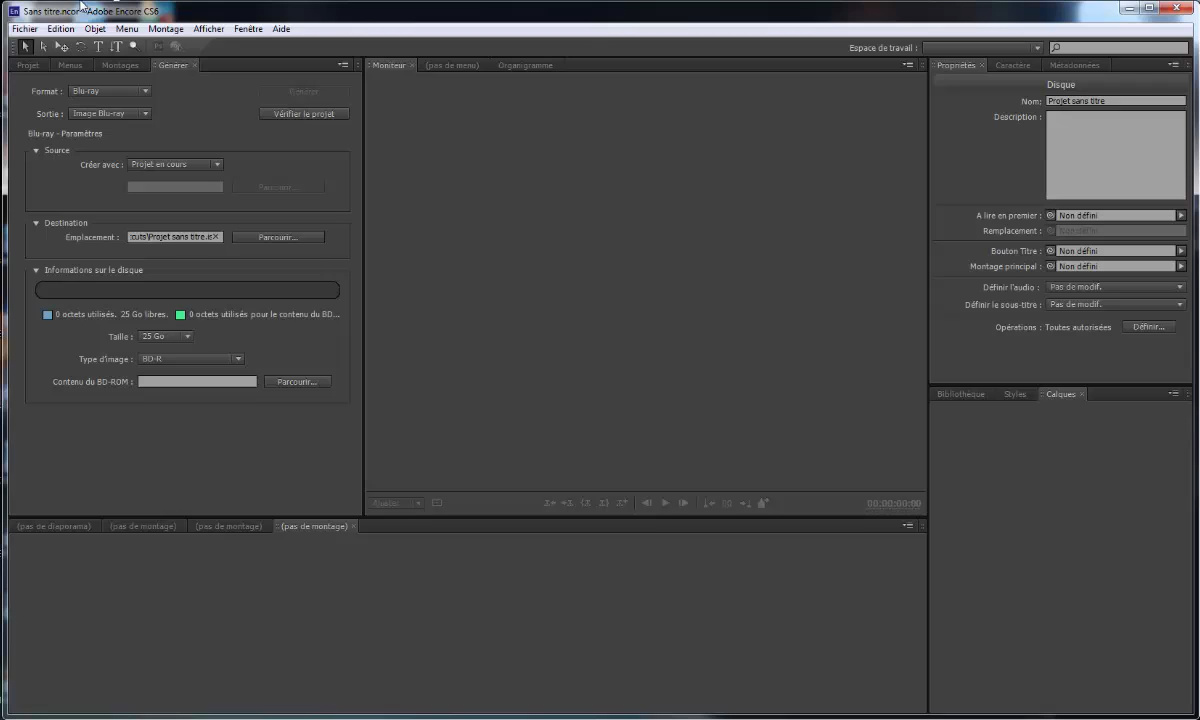 Sans titre.ncor - Adobe Encore CS6
Fichier Edition Objet Menu Montage Afficher Fenêtre Aide
Espace de travail :
Projet Menus Montages Générer
Moniteur (pas de menu) Organigramme
Propriétés Caractère Métadonnées
Format : Blu-ray Générer
Sortie : Image Blu-ray Vérifier le projet
Blu-ray - Paramètres
Source
Créer avec : Projet en cours
Parcourir...
Destination
Emplacement : :cuts\Projet sans titre.is Parcourir...
Informations sur le disque
0 octets utilisés. 25 Go libres. 0 octets utilisés pour le contenu du BD...
Taille : 25 Go
Type d'image : BD-R
Contenu du BD-ROM : Parcourir...
Disque
Nom: Projet sans titre
Description :
A lire en premier : Non défini
Remplacement : Non défini
Bouton Titre : Non défini
Montage principal : Non défini
Définir l'audio : Pas de modif.
Définir le sous-titre : Pas de modif.
Opérations : Toutes autorisées Définir...
Bibliothèque Styles Calques
Ajuster 00:00:00:00
(pas de diaporama) (pas de montage) (pas de montage) (pas de montage)